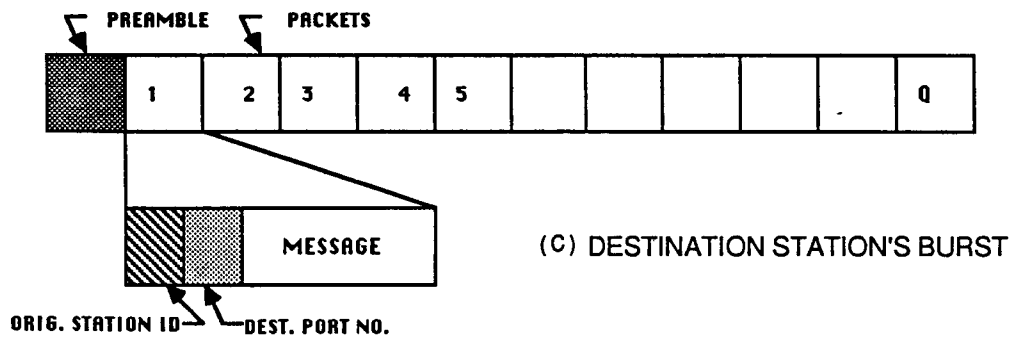 PREAMBLE PACKETS
1 2 3 4 5 Q
MESSAGE
(C) DESTINATION STATION'S BURST
ORIG. STATION ID DEST. PORT NO.